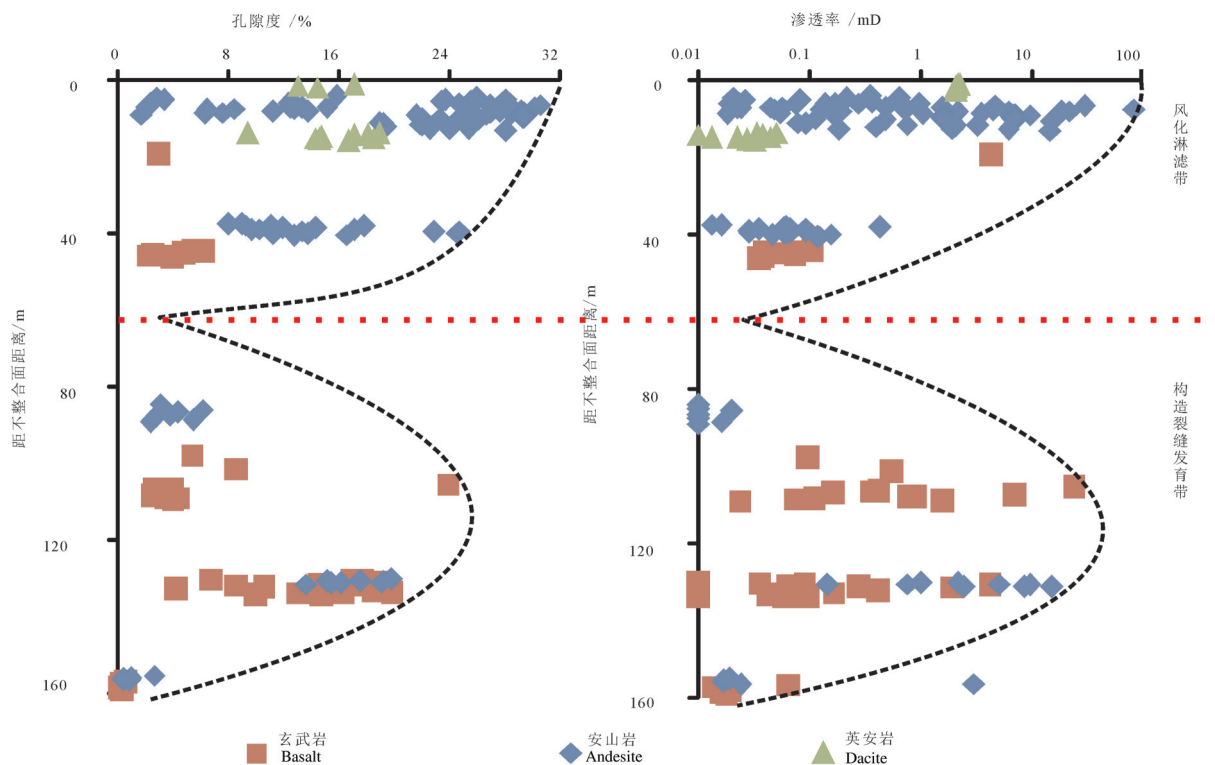 孔隙度 /%
0 8 16 24 32
0
40
80
120
160
距不整合面距离/m
渗透率 /mD
0.01 0.1 1 10 100
0
40
80
120
160
距不整合面距离/m
风化淋滤带
构造裂缝发育带
玄武岩
Basalt
安山岩
Andesite
英安岩
Dacite